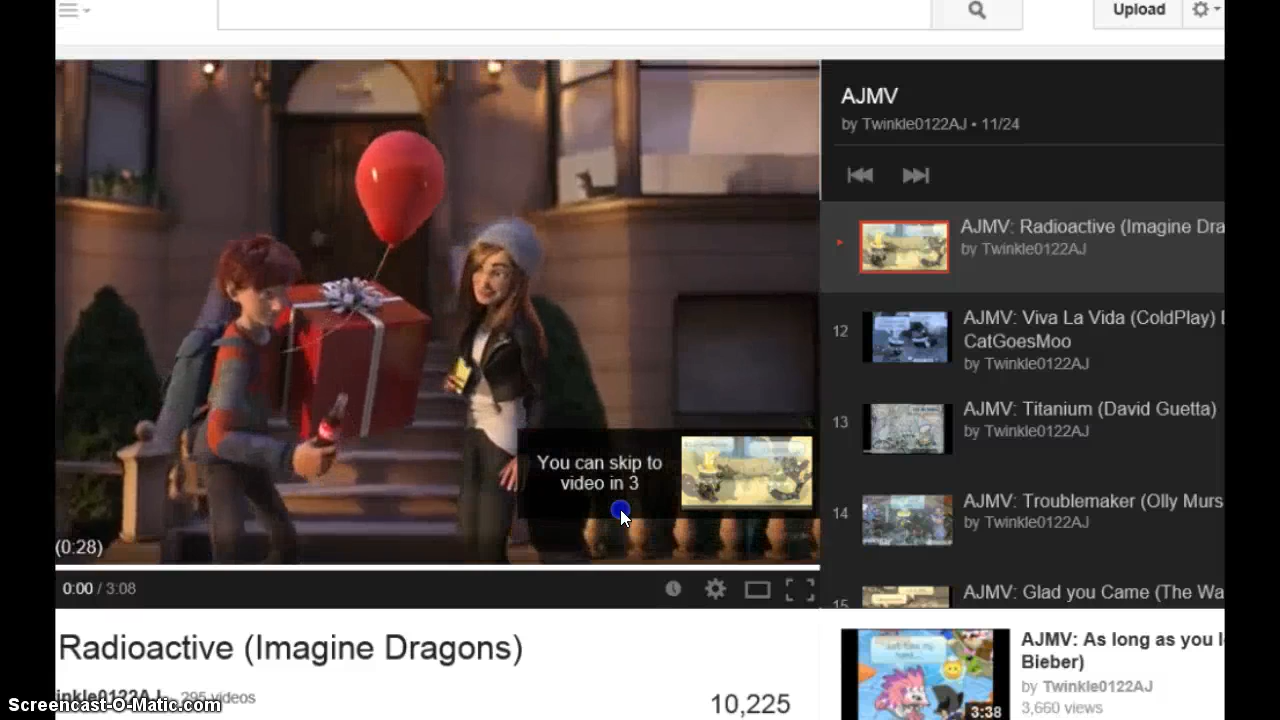 Upload
AJMV
by Twinkle0122AJ • 11/24
AJMV: Radioactive (Imagine Dra
by Twinkle0122AJ
12
AJMV: Viva La Vida (ColdPlay)
CatGoesMoo
by Twinkle0122AJ
13
AJMV: Titanium (David Guetta)
by Twinkle0122AJ
14
AJMV: Troublemaker (Olly Murs
by Twinkle0122AJ
15
AJMV: Glad you Came (The Wa
You can skip to
video in 3
(0:28)
0:00 / 3:08
Radioactive (Imagine Dragons)
inkle0122AJ · 295 videos
10,225
AJMV: As long as you l
Bieber)
by Twinkle0122AJ
3,660 views
3:38
Screencast-O-Matic.com